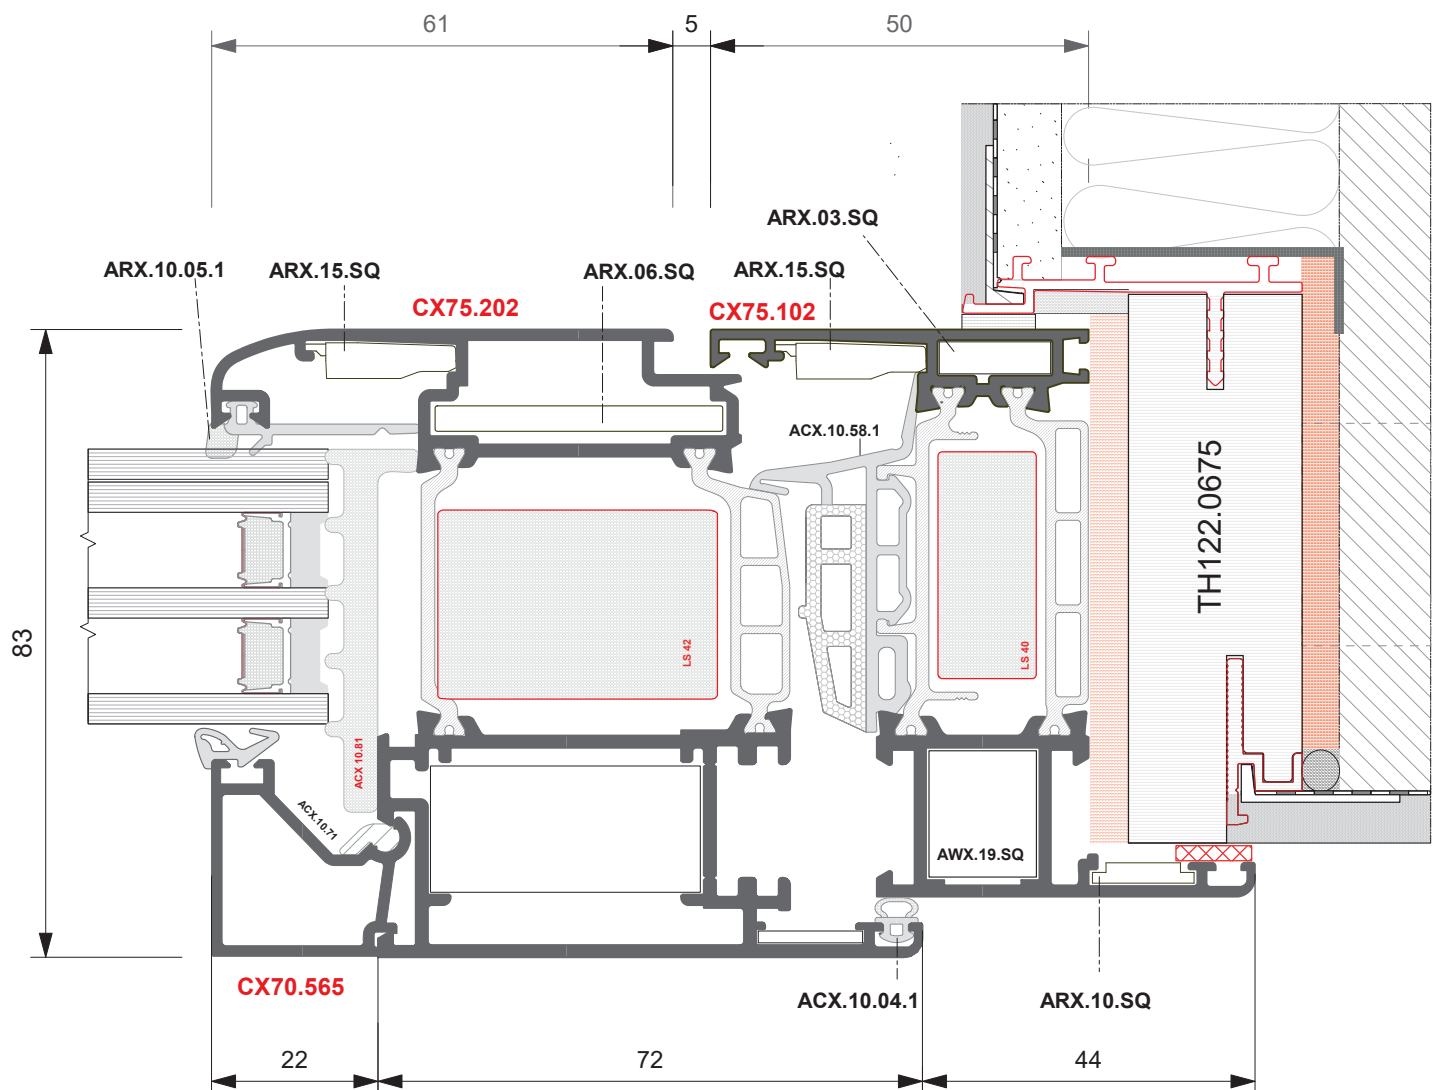 61
5
50
ARX.03.SQ
ARX.10.05.1
ARX.15.SQ
ARX.06.SQ
ARX.15.SQ
CX75.202
CX75.102
ACX.10.58.1
TH122.0675
83
LS 42
LS 40
ACX 10.81
ACX.10.71
AWX.19.SQ
CX70.565
ACX.10.04.1
ARX.10.SQ
22
72
44